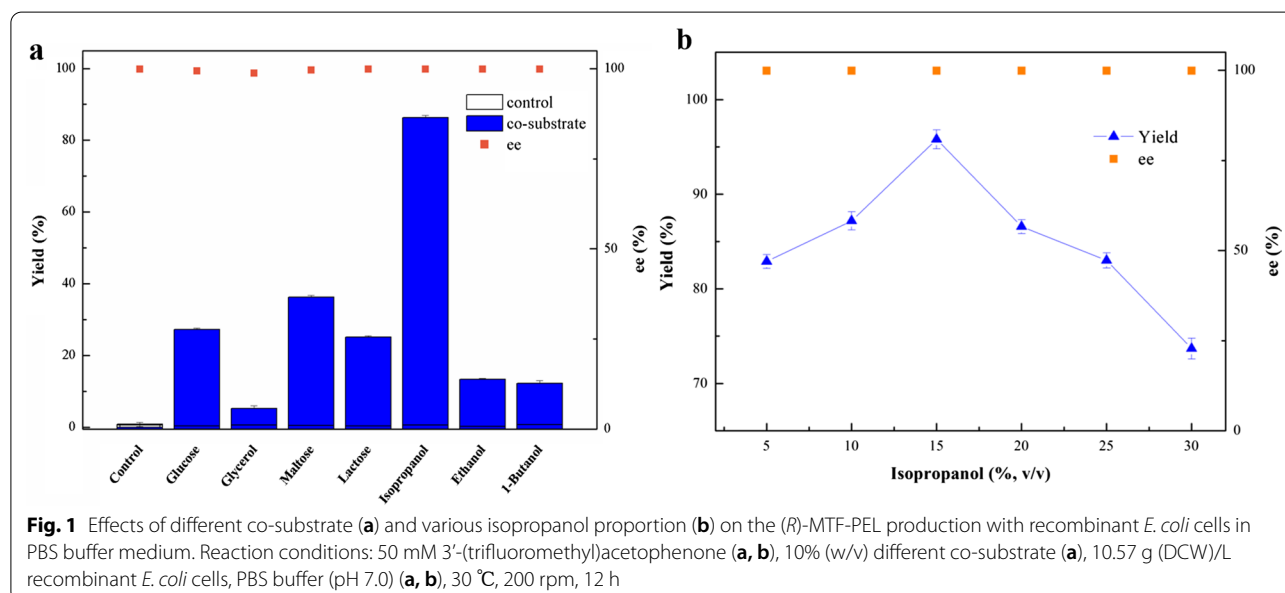 a
100
80
60
40
20
0
Yield (%)
control
co-substrate
ee
100
50
0
ee (%)
Control
Glucose
Glycerol
Maltose
Lactose
Isopropanol
Ethanol
1-Butanol
b
100
95
90
85
80
75
70
Yield (%)
Yield
ee
100
50
0
ee (%)
5 10 15 20 25 30
Isopropanol (%, v/v)
Fig. 1 Effects of different co-substrate (a) and various isopropanol proportion (b) on the (R)-MTF-PEL production with recombinant E. coli cells in
PBS buffer medium. Reaction conditions: 50 mM 3′-(trifluoromethyl)acetophenone (a, b), 10% (w/v) different co-substrate (a), 10.57 g (DCW)/L
recombinant E. coli cells, PBS buffer (pH 7.0) (a, b), 30 ℃, 200 rpm, 12 h